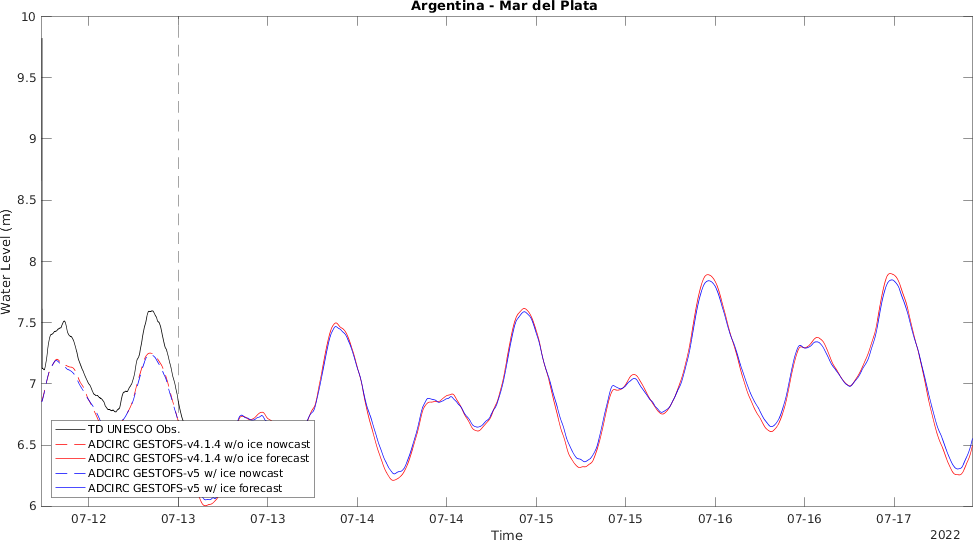 Argentina - Mar del Plata
10
9.5
9
8.5
8
7.5
7
6.5
6
Water Level (m)
TD UNESCO Obs.
ADCIRC GESTOFS-v4.1.4 w/o ice nowcast
ADCIRC GESTOFS-v4.1.4 w/o ice forecast
ADCIRC GESTOFS-v5 w/ ice nowcast
ADCIRC GESTOFS-v5 w/ ice forecast
07-12 07-13 07-13 07-14 07-14 07-15 07-15 07-16 07-16 07-17
Time
2022